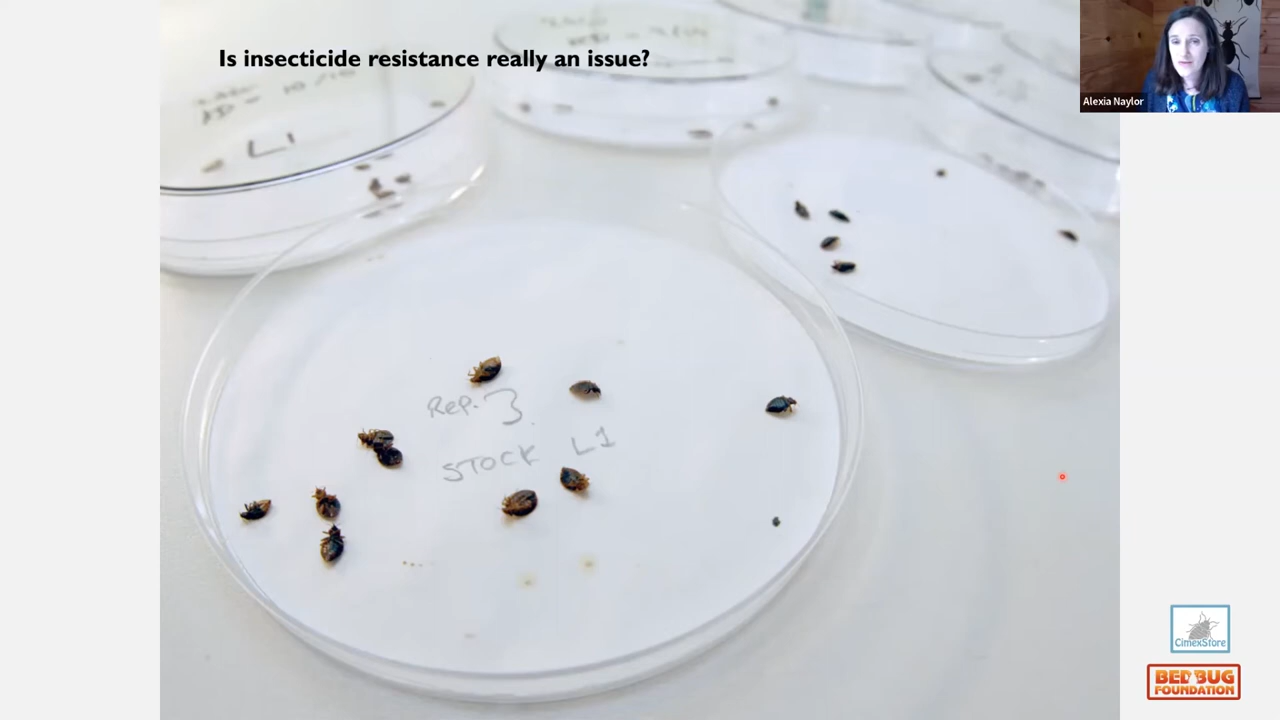 Is insecticide resistance really an issue?
Alexia Naylor
L1
Rep. 3
STOCK L1
CimexStore
BED BUG
FOUNDATION